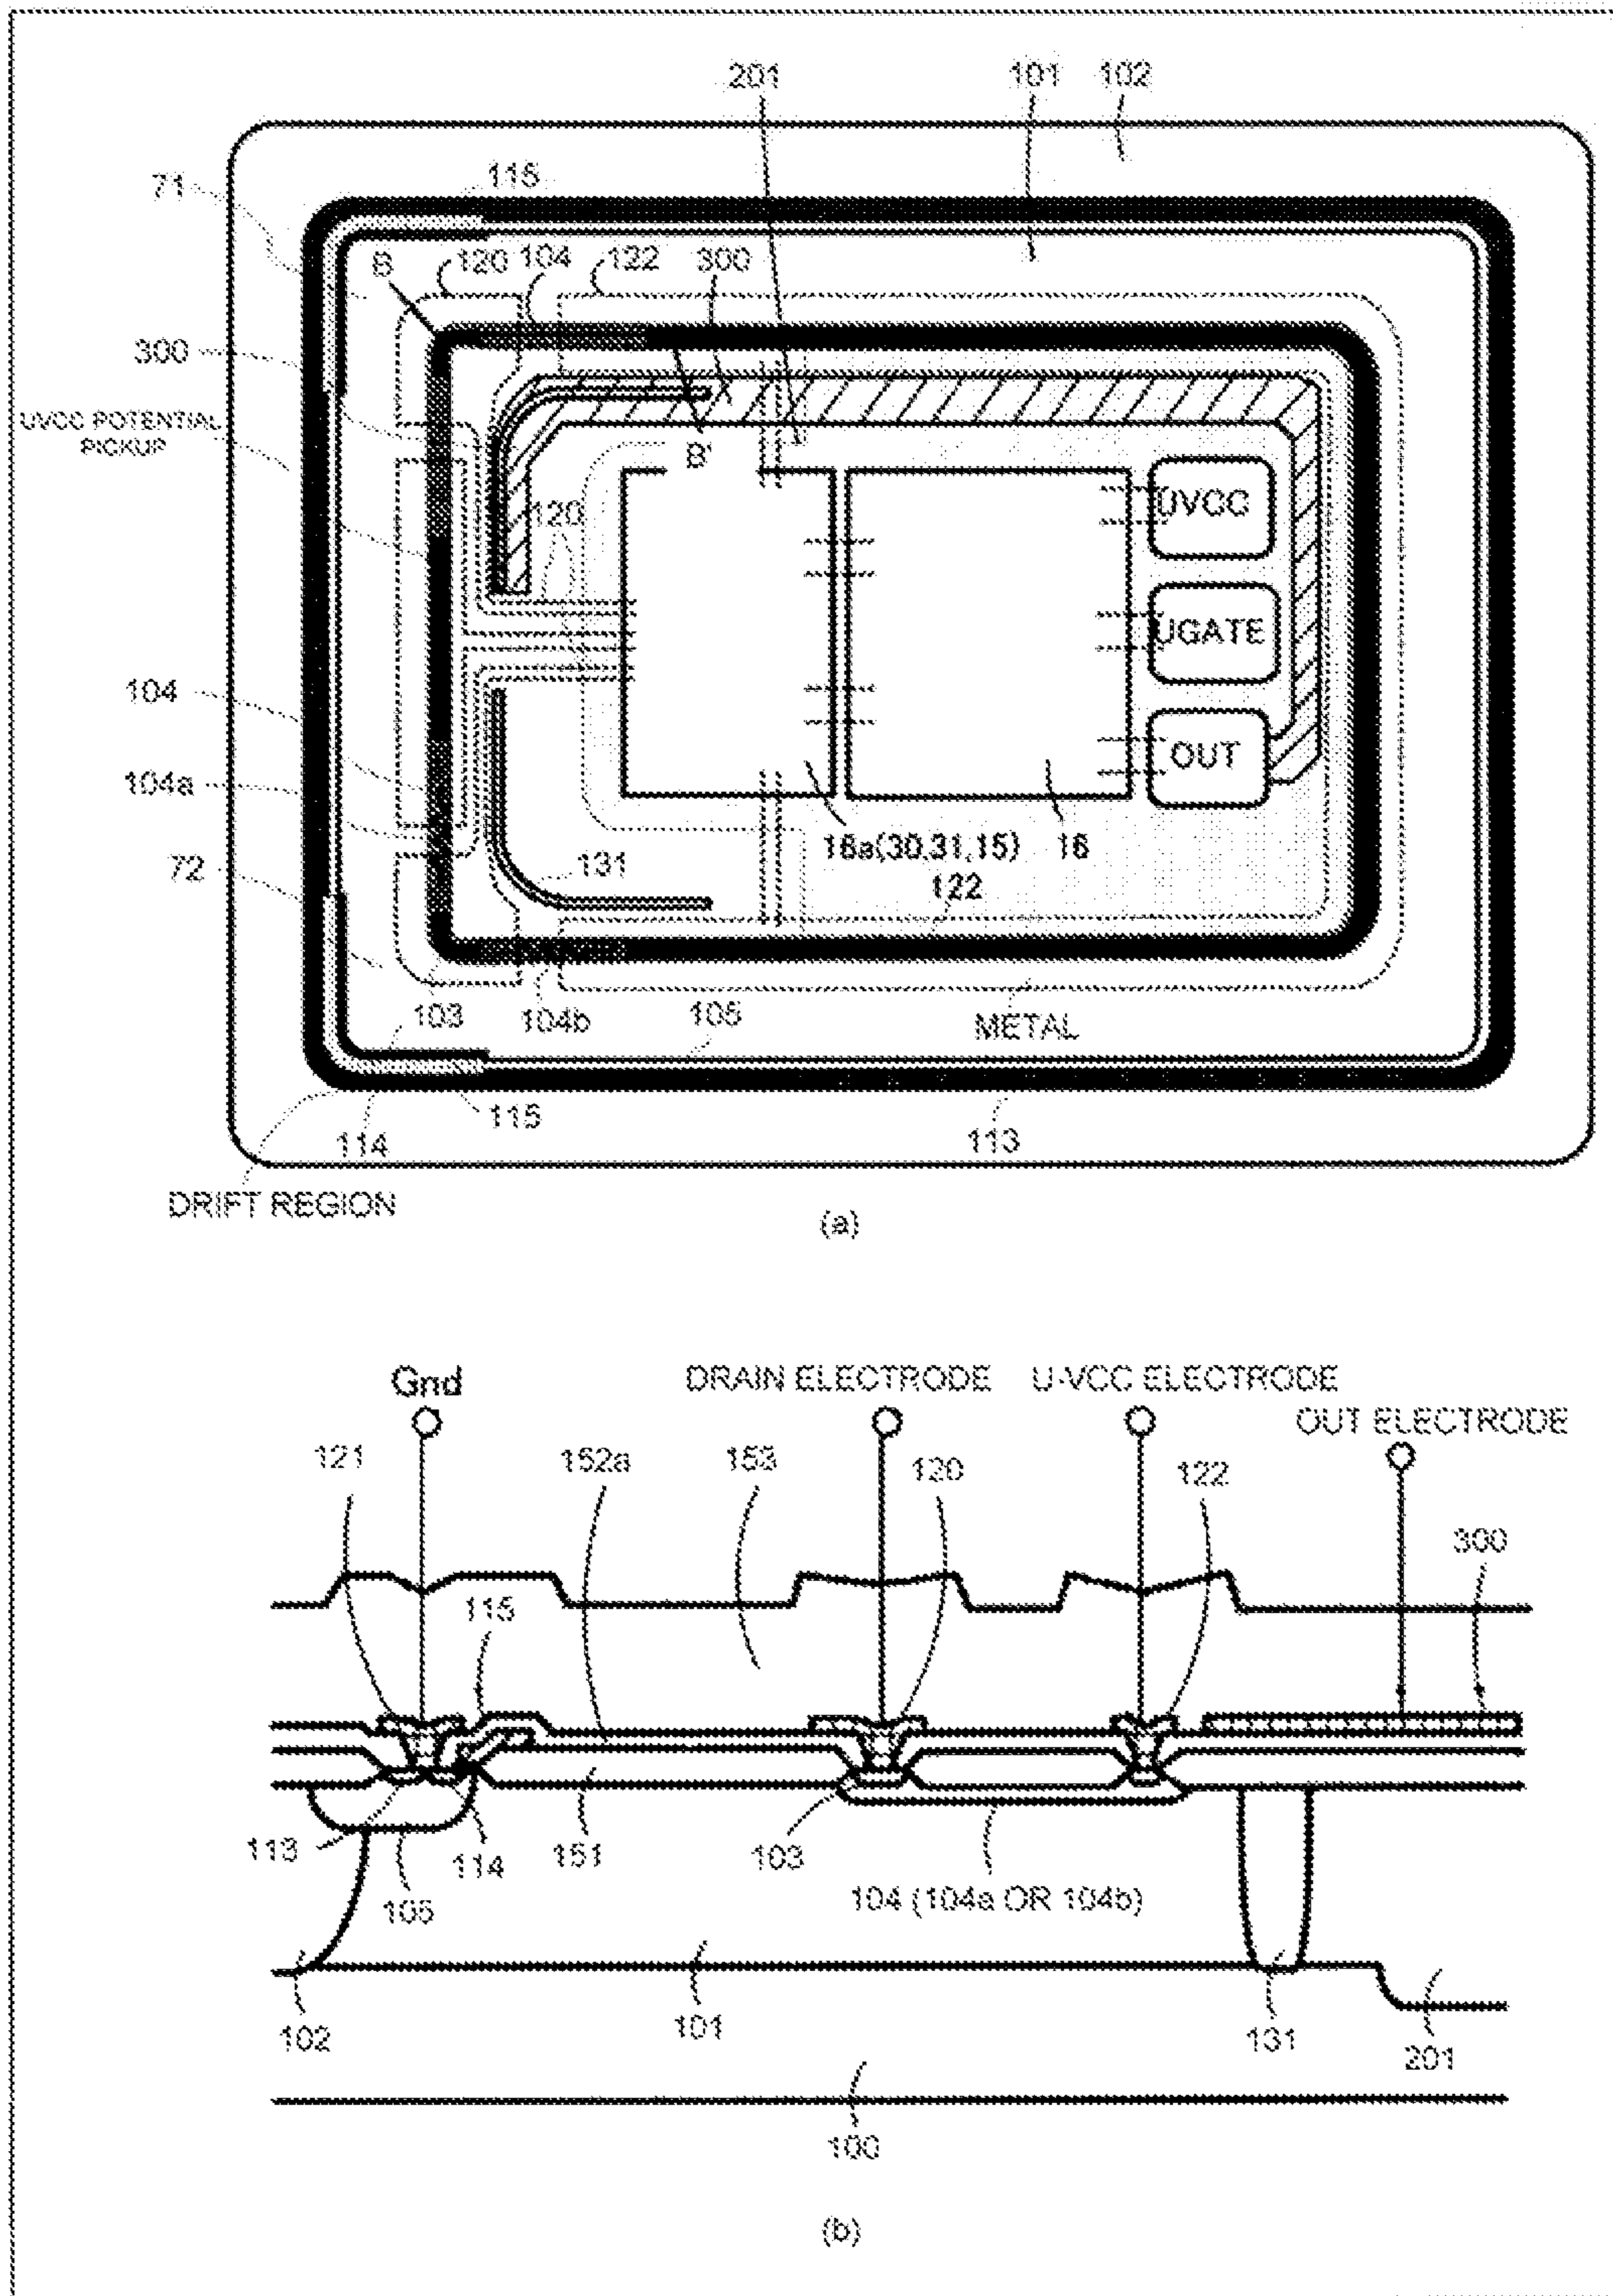 201 101 102
71 115
B 120 104 122 300
300
UVCC POTENTIAL
PICKUP
B'
120
UVCC
UGATE
104
OUT
104a
16a(30,31,15) 16
72 131 122
103 104b 105 METAL
115
114 113
DRIFT REGION
(a)
Gnd DRAIN ELECTRODE U-VCC ELECTRODE
OUT ELECTRODE
121 152a 153 120 122
300
115
113 114 151 103
104 (104a OR 104b)
105
102 101 131
201
100
(b)